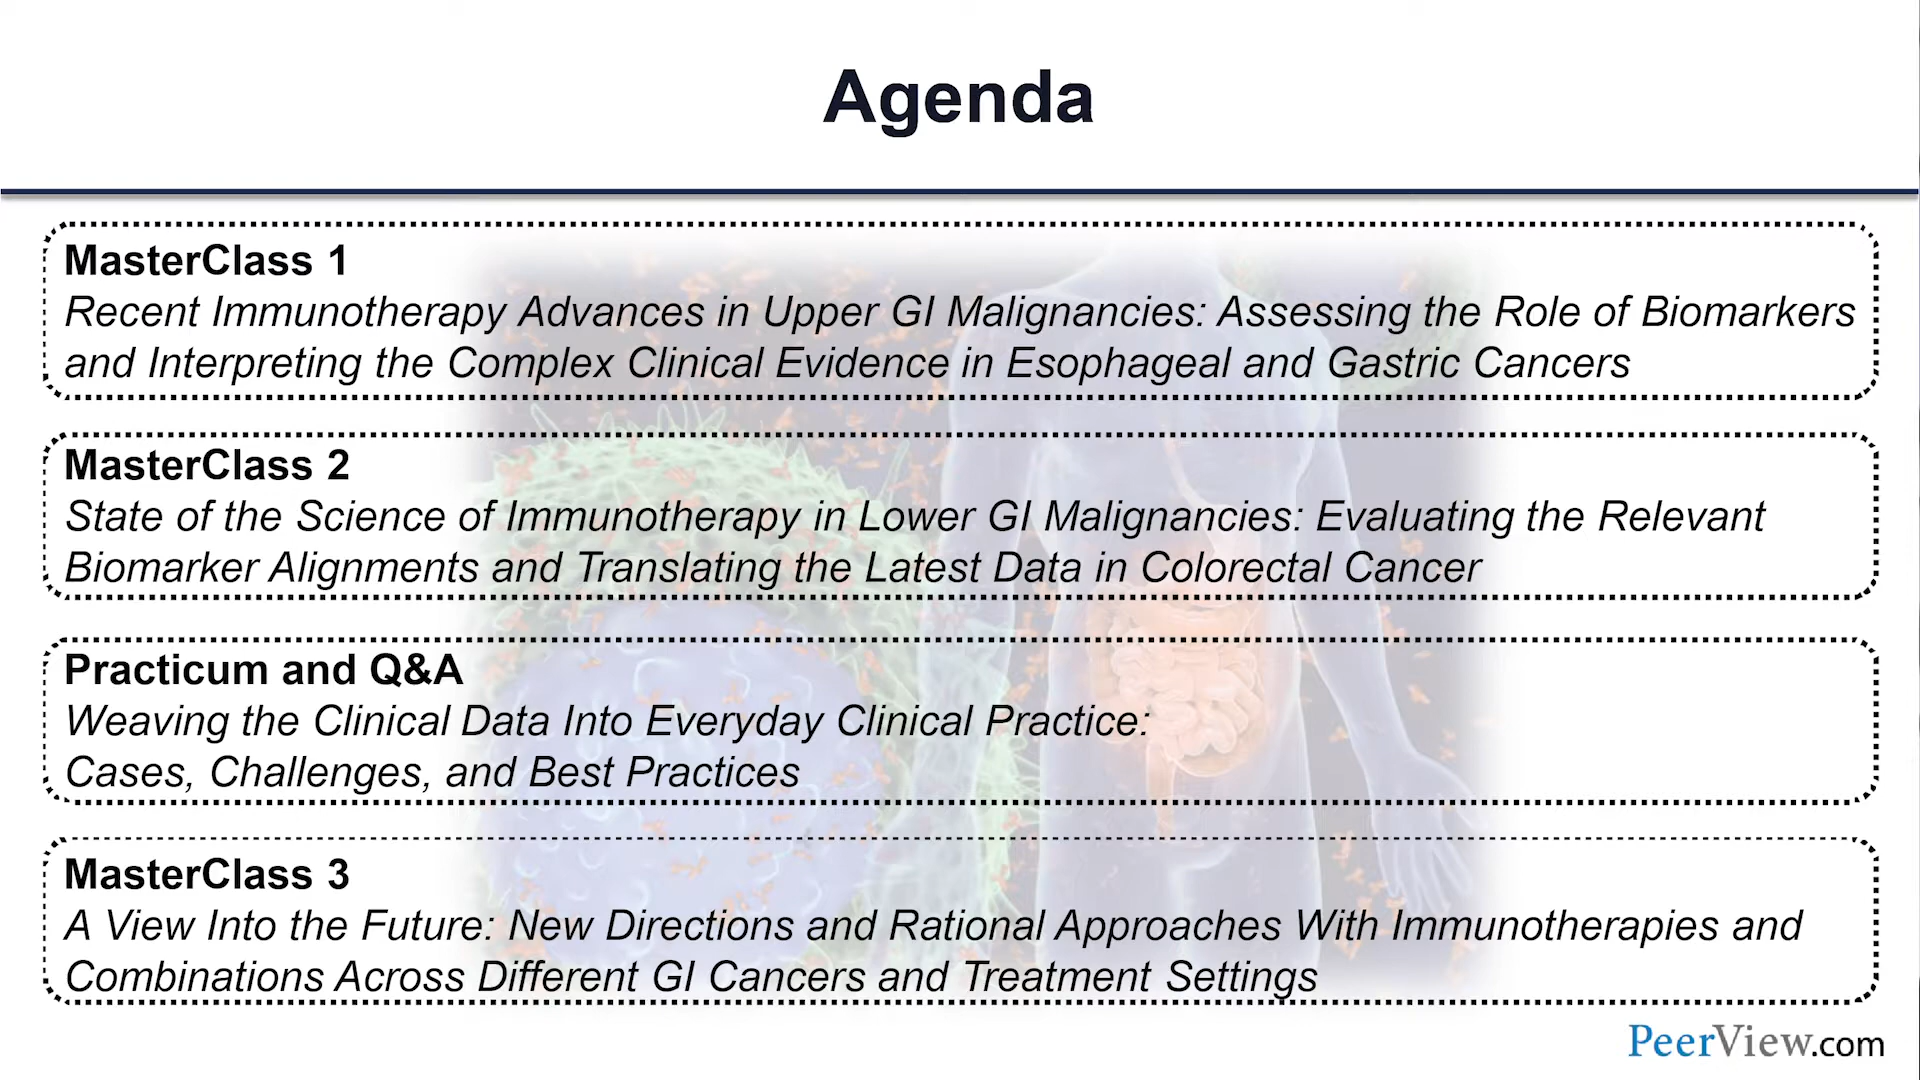 Agenda
MasterClass 1
Recent Immunotherapy Advances in Upper GI Malignancies: Assessing the Role of Biomarkers
and Interpreting the Complex Clinical Evidence in Esophageal and Gastric Cancers
MasterClass 2
State of the Science of Immunotherapy in Lower GI Malignancies: Evaluating the Relevant
Biomarker Alignments and Translating the Latest Data in Colorectal Cancer
Practicum and Q&A
Weaving the Clinical Data Into Everyday Clinical Practice:
Cases, Challenges, and Best Practices
MasterClass 3
A View Into the Future: New Directions and Rational Approaches With Immunotherapies and
Combinations Across Different GI Cancers and Treatment Settings
PeerView.com